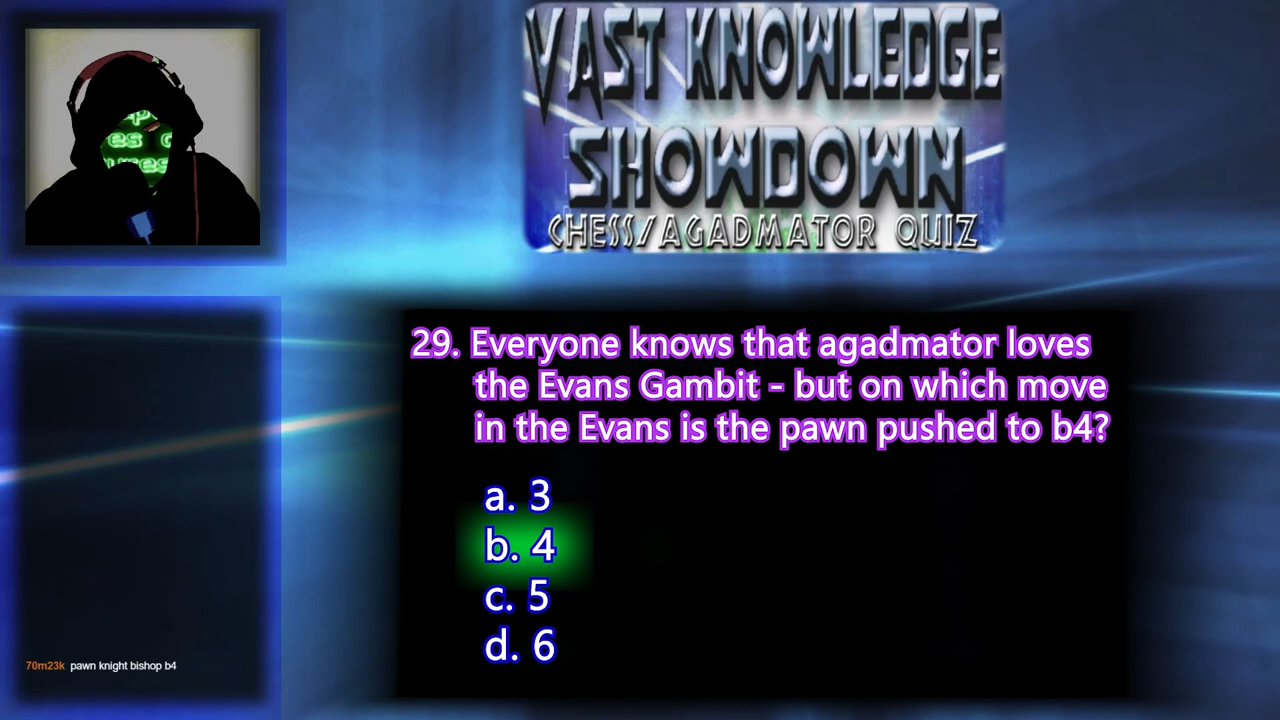 VAST KNOWLEDGE
SHOWDOWN
CHESS/AGADMATOR QUIZ
es
29. Everyone knows that agadmator loves
the Evans Gambit - but on which move
in the Evans is the pawn pushed to b4?
a. 3
b. 4
c. 5
d. 6
70m23k pawn knight bishop b4